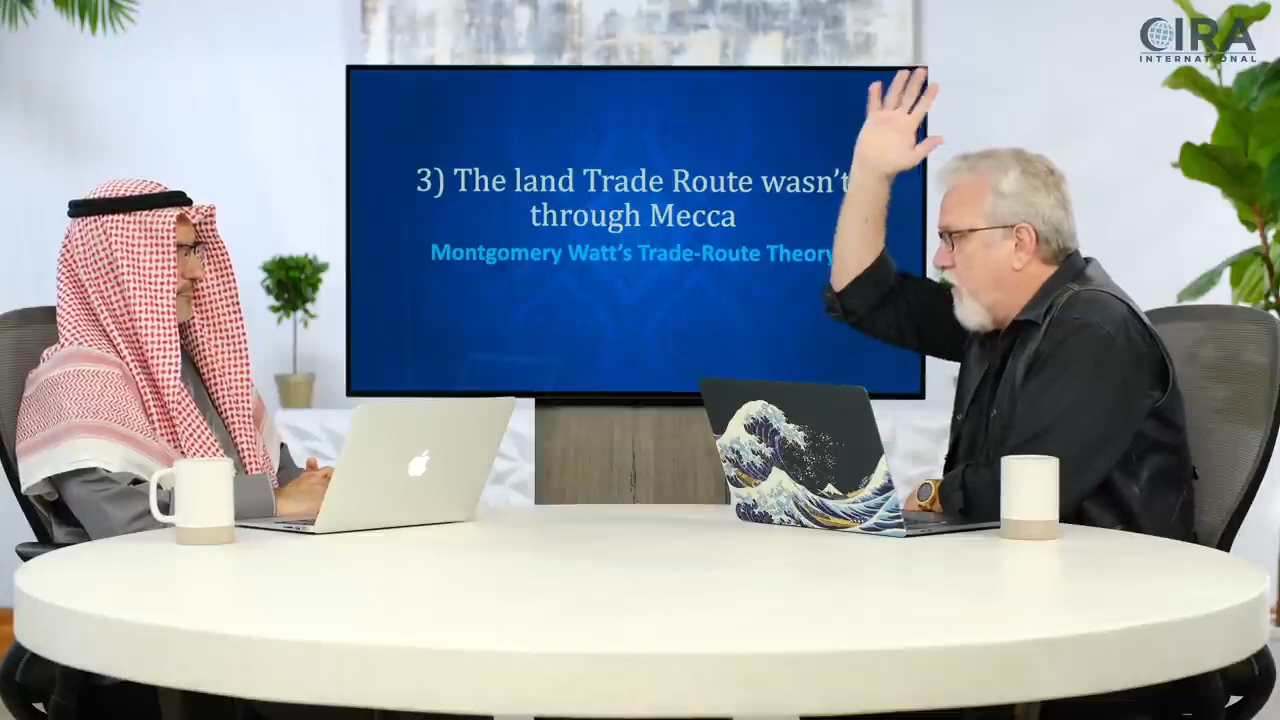 CIRA
INTERNATIONAL
3) The land Trade Route wasn't
through Mecca
Montgomery Watt's Trade-Route Theory